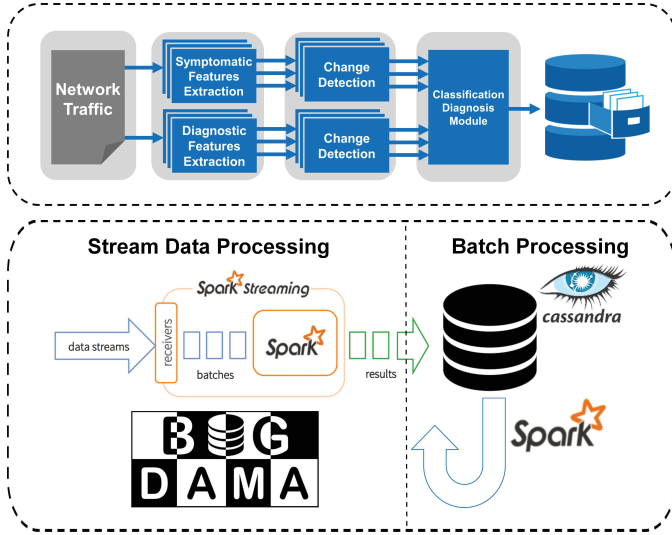 Network
Traffic
Symptomatic
Features
Extraction
Change
Detection
Diagnostic
Features
Extraction
Change
Detection
Classification
Diagnosis
Module
Stream Data Processing
Batch Processing
Spark Streaming
cassandra
data streams
receivers
batches
Spark
results
Spark
B G
DAMA